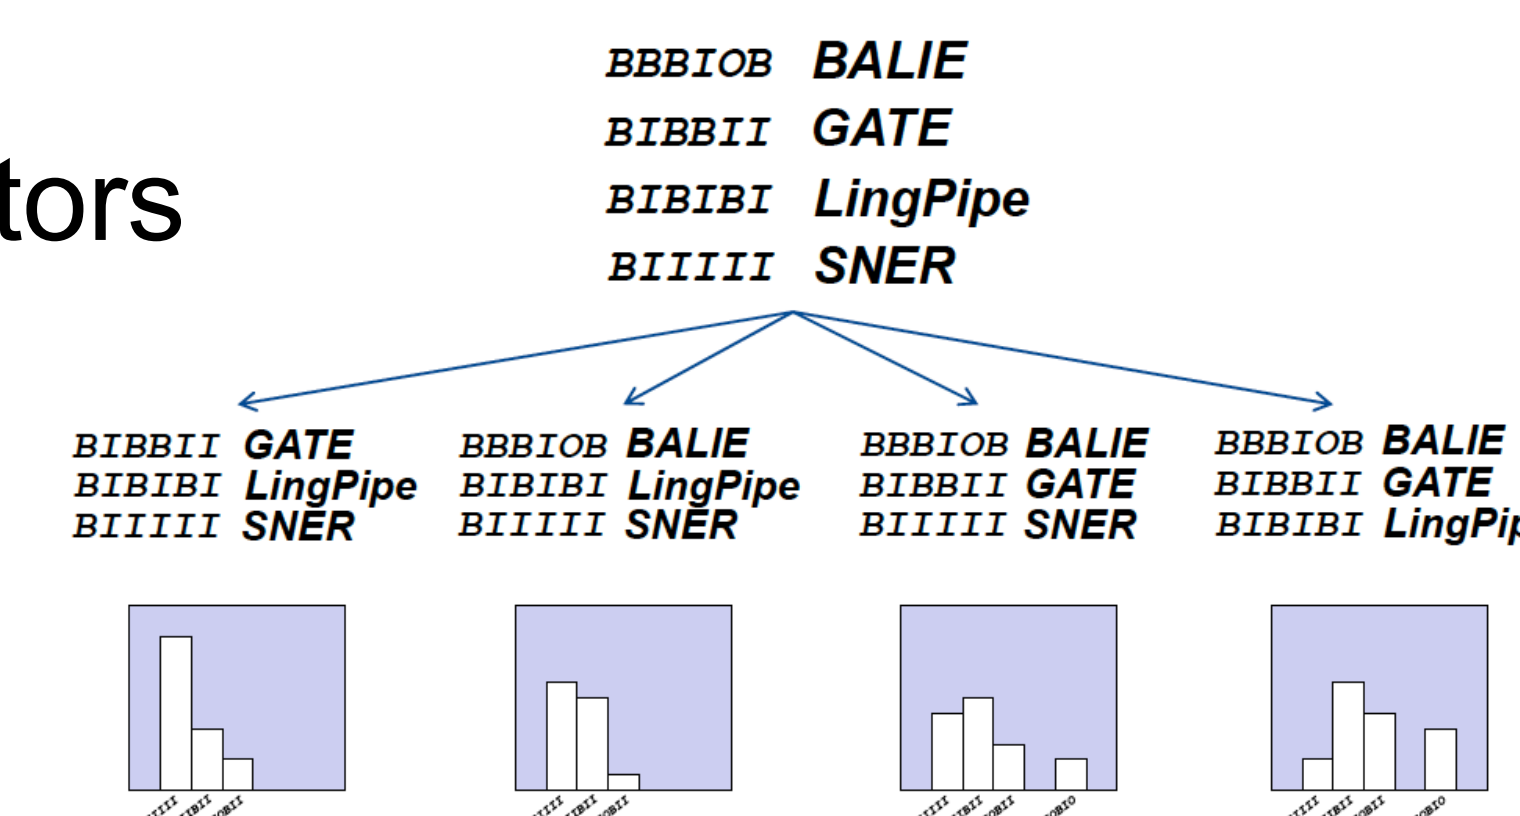 BBBIOB BALIE
BIBBII GATE
tors
BIBIBI LingPipe
BIIIII SNER
BIBBII GATE BBBIOB BALIE BBBIOB BALIE BBBIOB BALIE
BIBIBI LingPipe BIBIBI LingPipe BIBBII GATE BIBBII GATE
BIIIII SNER BIIIII SNER BIIIII SNER BIBIBI LingPip